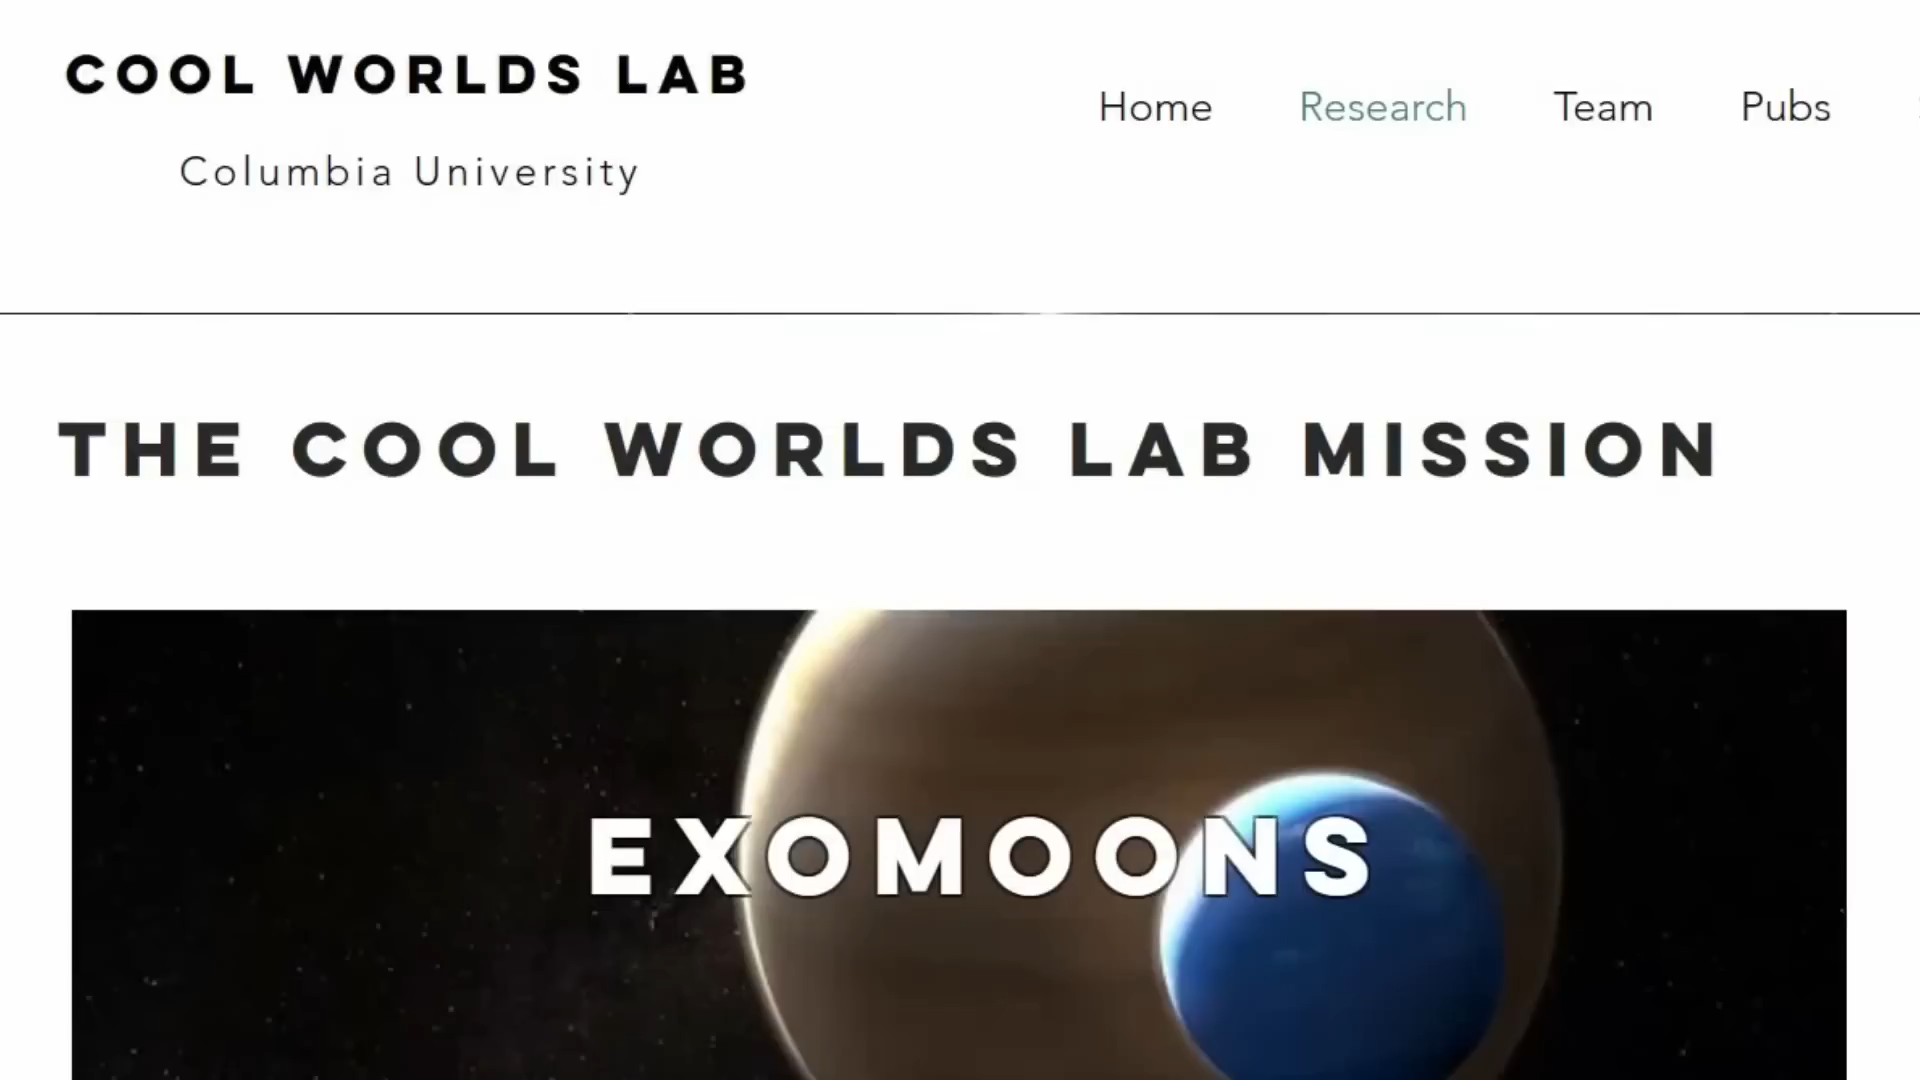 COOL WORLDS LAB
Columbia University
Home Research Team Pubs
THE COOL WORLDS LAB MISSION
EXOMOONS